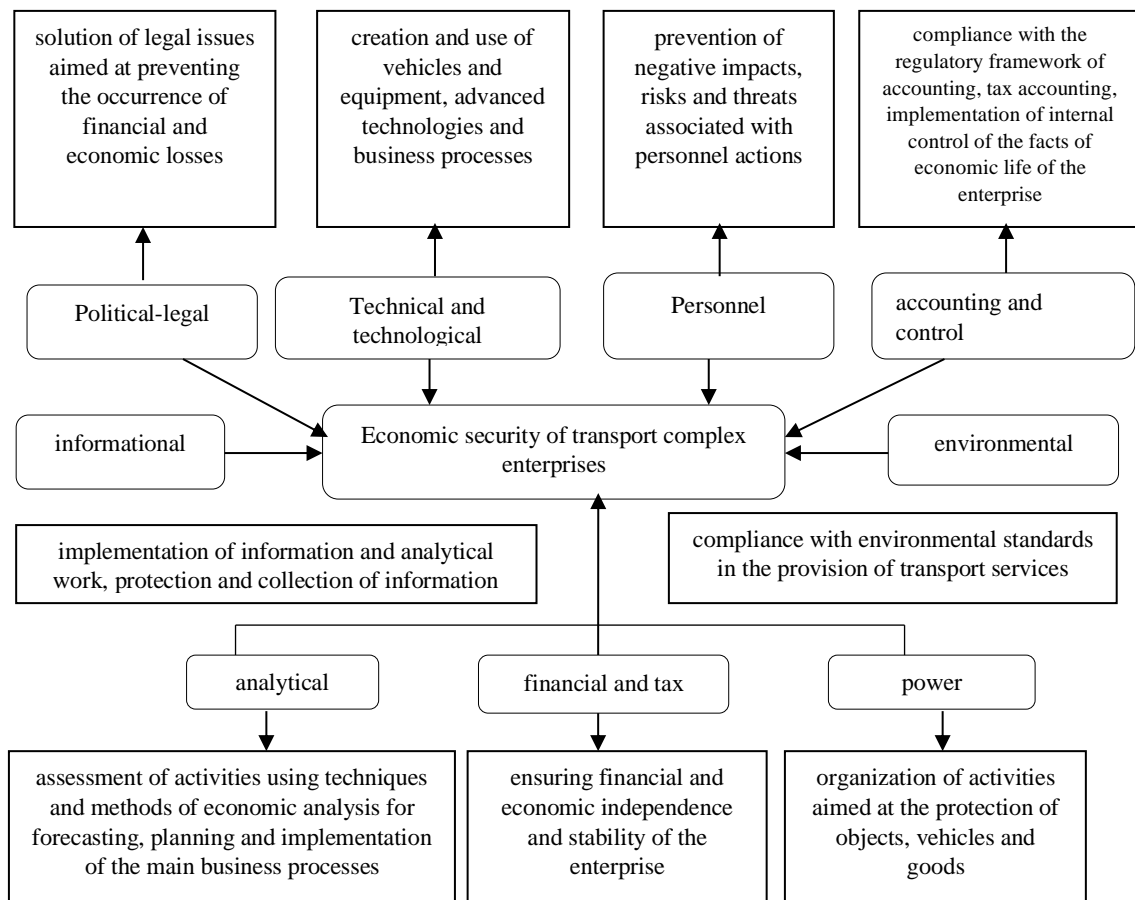 solution of legal issues
aimed at preventing
the occurrence of
financial and
economic losses
creation and use of
vehicles and
equipment, advanced
technologies and
business processes
prevention of
negative impacts,
risks and threats
associated with
personnel actions
compliance with the
regulatory framework of
accounting, tax accounting,
implementation of internal
control of the facts of
economic life of the
enterprise
Political-legal
Technical and
technological
Personnel
accounting and
control
informational
Economic security of transport complex
enterprises
environmental
implementation of information and analytical
work, protection and collection of information
compliance with environmental standards
in the provision of transport services
analytical
financial and tax
power
assessment of activities using techniques
and methods of economic analysis for
forecasting, planning and implementation
of the main business processes
ensuring financial and
economic independence
and stability of the
enterprise
organization of activities
aimed at the protection of
objects, vehicles and
goods